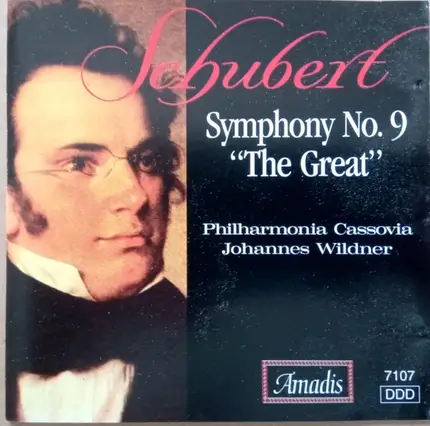 Schubert
Symphony No. 9
“The Great”
Philharmonia Cassovia
Johannes Wildner
Amadis
7107
DDD